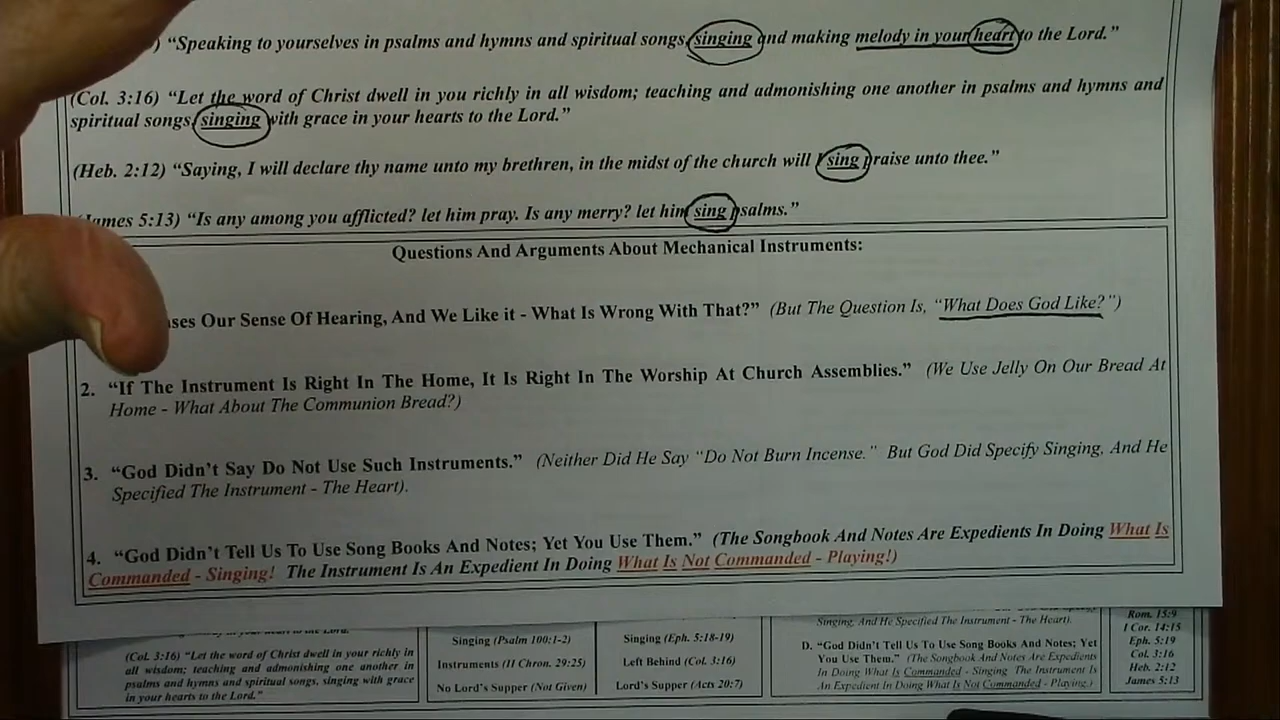 ) “Speaking to yourselves in psalms and hymns and spiritual songs, singing and making melody in your heart to the Lord.”
(Col. 3:16) “Let the word of Christ dwell in you richly in all wisdom; teaching and admonishing one another in psalms and hymns and
spiritual songs, singing with grace in your hearts to the Lord.”
(Heb. 2:12) “Saying, I will declare thy name unto my brethren, in the midst of the church will I sing praise unto thee.”
(James 5:13) “Is any among you afflicted? let him pray. Is any merry? let him sing psalms.”
Questions And Arguments About Mechanical Instruments:
Our Sense Of Hearing, And We Like it - What Is Wrong With That?” (But The Question Is, “What Does God Like?”)
2. “If The Instrument Is Right In The Home, It Is Right In The Worship At Church Assemblies.” (We Use Jelly On Our Bread At
Home - What About The Communion Bread?)
3. “God Didn’t Say Do Not Use Such Instruments.” (Neither Did He Say “Do Not Burn Incense.” But God Did Specify Singing, And He
Specified The Instrument - The Heart).
4. “God Didn’t Tell Us To Use Song Books And Notes; Yet You Use Them.” (The Songbook And Notes Are Expedients In Doing What Is
Commanded - Singing! The Instrument Is An Expedient In Doing What Is Not Commanded - Playing!)
(Col. 3:16) “Let the word of Christ dwell in you richly in
all wisdom; teaching and admonishing one another in
psalms and hymns and spiritual songs, singing with grace
in your hearts to the Lord.”
Singing (Psalm 100:1-2)
Instruments (II Chron. 29:25)
No Lord’s Supper (Not Given)
Singing (Eph. 5:18-19)
Left Behind (Col. 3:16)
Lord’s Supper (Acts 20:7)
Singing, And He Specified The Instrument - The Heart).
D. “God Didn’t Tell Us To Use Song Books And Notes; Yet
You Use Them.” (The Songbook And Notes Are Expedients
In Doing What Is Commanded - Singing The Instrument Is
An Expedient In Doing What Is Not Commanded - Playing.)
Rom. 15:9
I Cor. 14:15
Eph. 5:19
Col. 3:16
Heb. 2:12
James 5:13